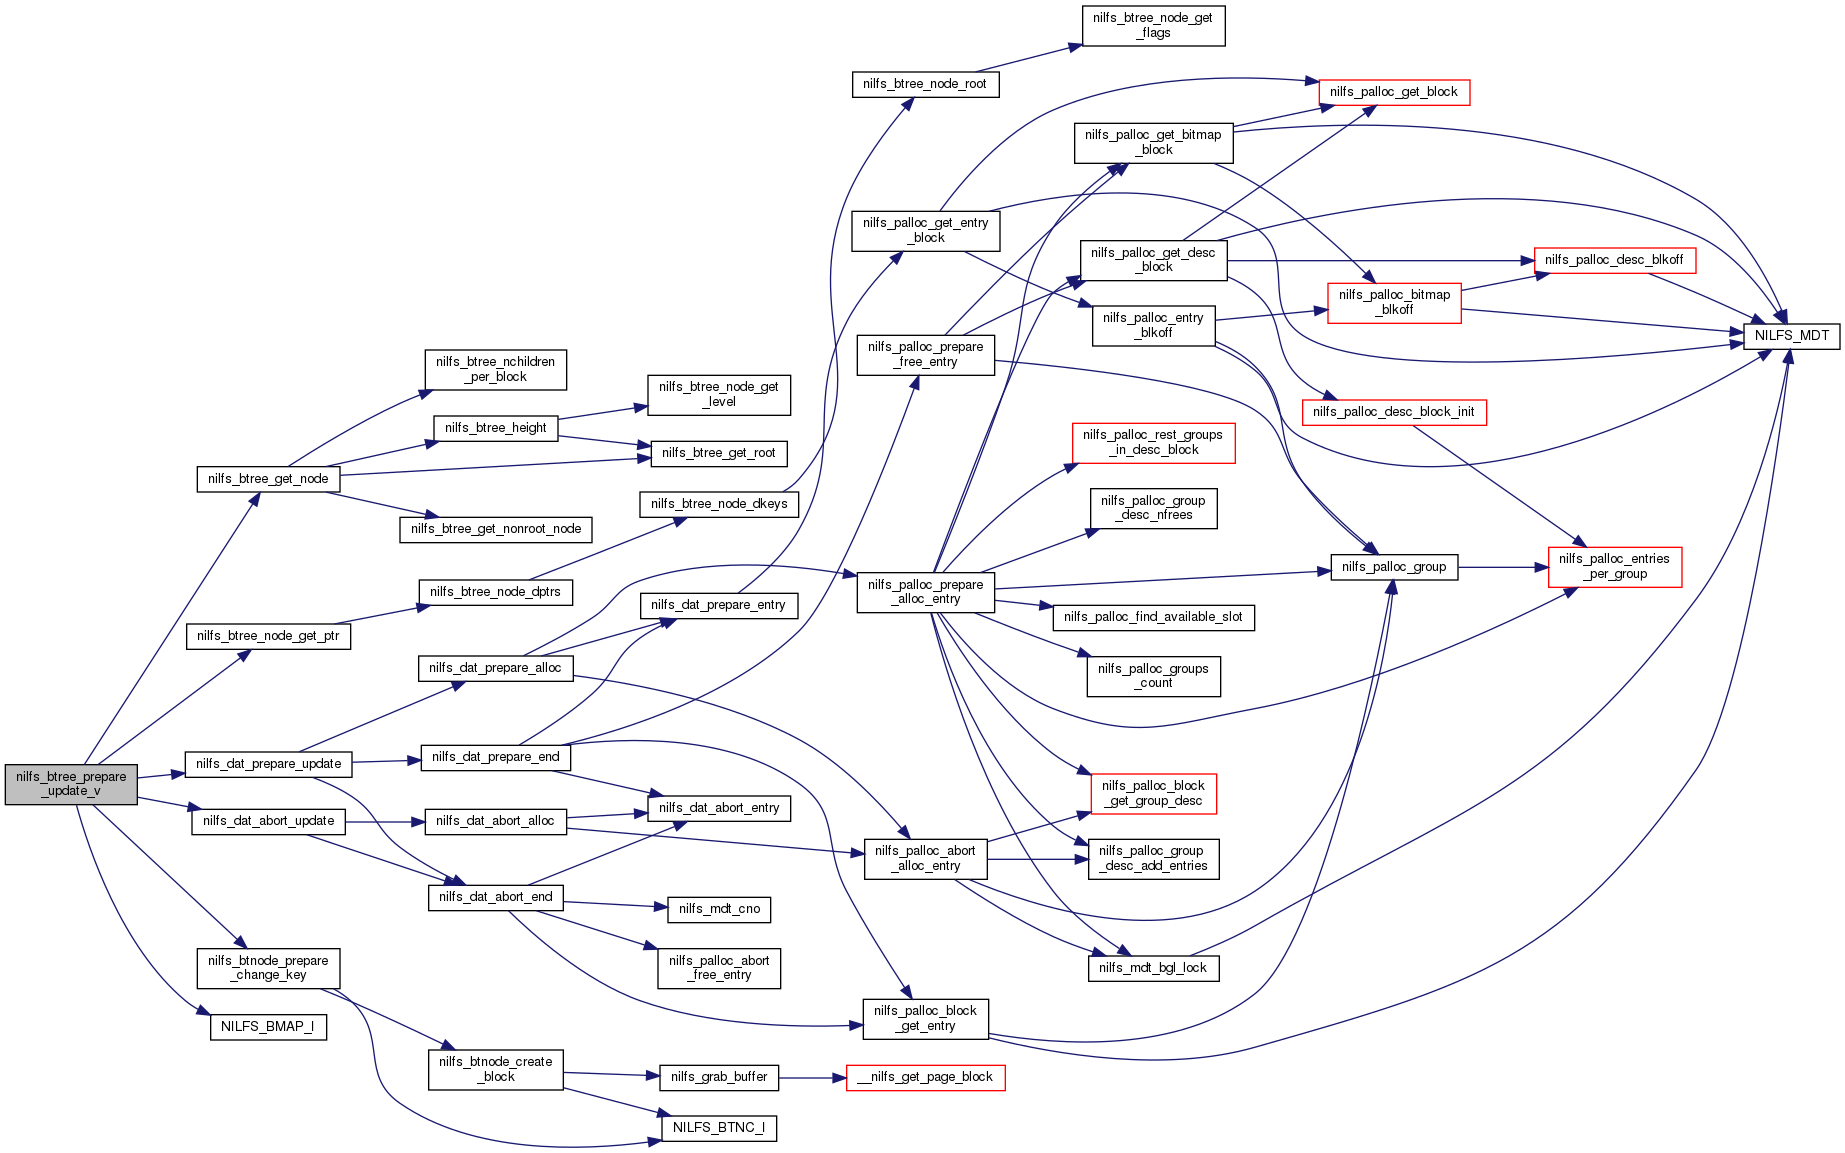 nilfs_btree_prepare
_update_v
nilfs_btree_get_node
nilfs_btree_node_get_ptr
nilfs_dat_prepare_update
nilfs_dat_abort_update
nilfs_btnode_prepare
_change_key
NILFS_BMAP_I
nilfs_btree_nchildren
_per_block
nilfs_btree_height
nilfs_btree_get_nonroot_node
nilfs_btree_node_dptrs
nilfs_dat_prepare_alloc
nilfs_dat_prepare_end
nilfs_dat_abort_alloc
nilfs_dat_abort_end
nilfs_btnode_create
_block
nilfs_btree_node_get
_level
nilfs_btree_get_root
nilfs_btree_node_dkeys
nilfs_dat_prepare_entry
nilfs_dat_abort_entry
nilfs_mdt_cno
nilfs_palloc_abort
_free_entry
nilfs_grab_buffer
NILFS_BTNC_I
nilfs_btree_node_root
nilfs_palloc_get_entry
_block
nilfs_palloc_prepare
_free_entry
nilfs_palloc_prepare
_alloc_entry
nilfs_palloc_abort
_alloc_entry
nilfs_palloc_block
_get_entry
__nilfs_get_page_block
nilfs_btree_node_get
_flags
nilfs_palloc_get_bitmap
_block
nilfs_palloc_get_desc
_block
nilfs_palloc_entry
_blkoff
nilfs_palloc_rest_groups
_in_desc_block
nilfs_palloc_group
_desc_nfrees
nilfs_palloc_find_available_slot
nilfs_palloc_groups
_count
nilfs_palloc_block
_get_group_desc
nilfs_palloc_group
_desc_add_entries
nilfs_mdt_bgl_lock
nilfs_palloc_get_block
nilfs_palloc_bitmap
_blkoff
nilfs_palloc_desc_block_init
nilfs_palloc_group
nilfs_palloc_desc_blkoff
nilfs_palloc_entries
_per_group
NILFS_MDT